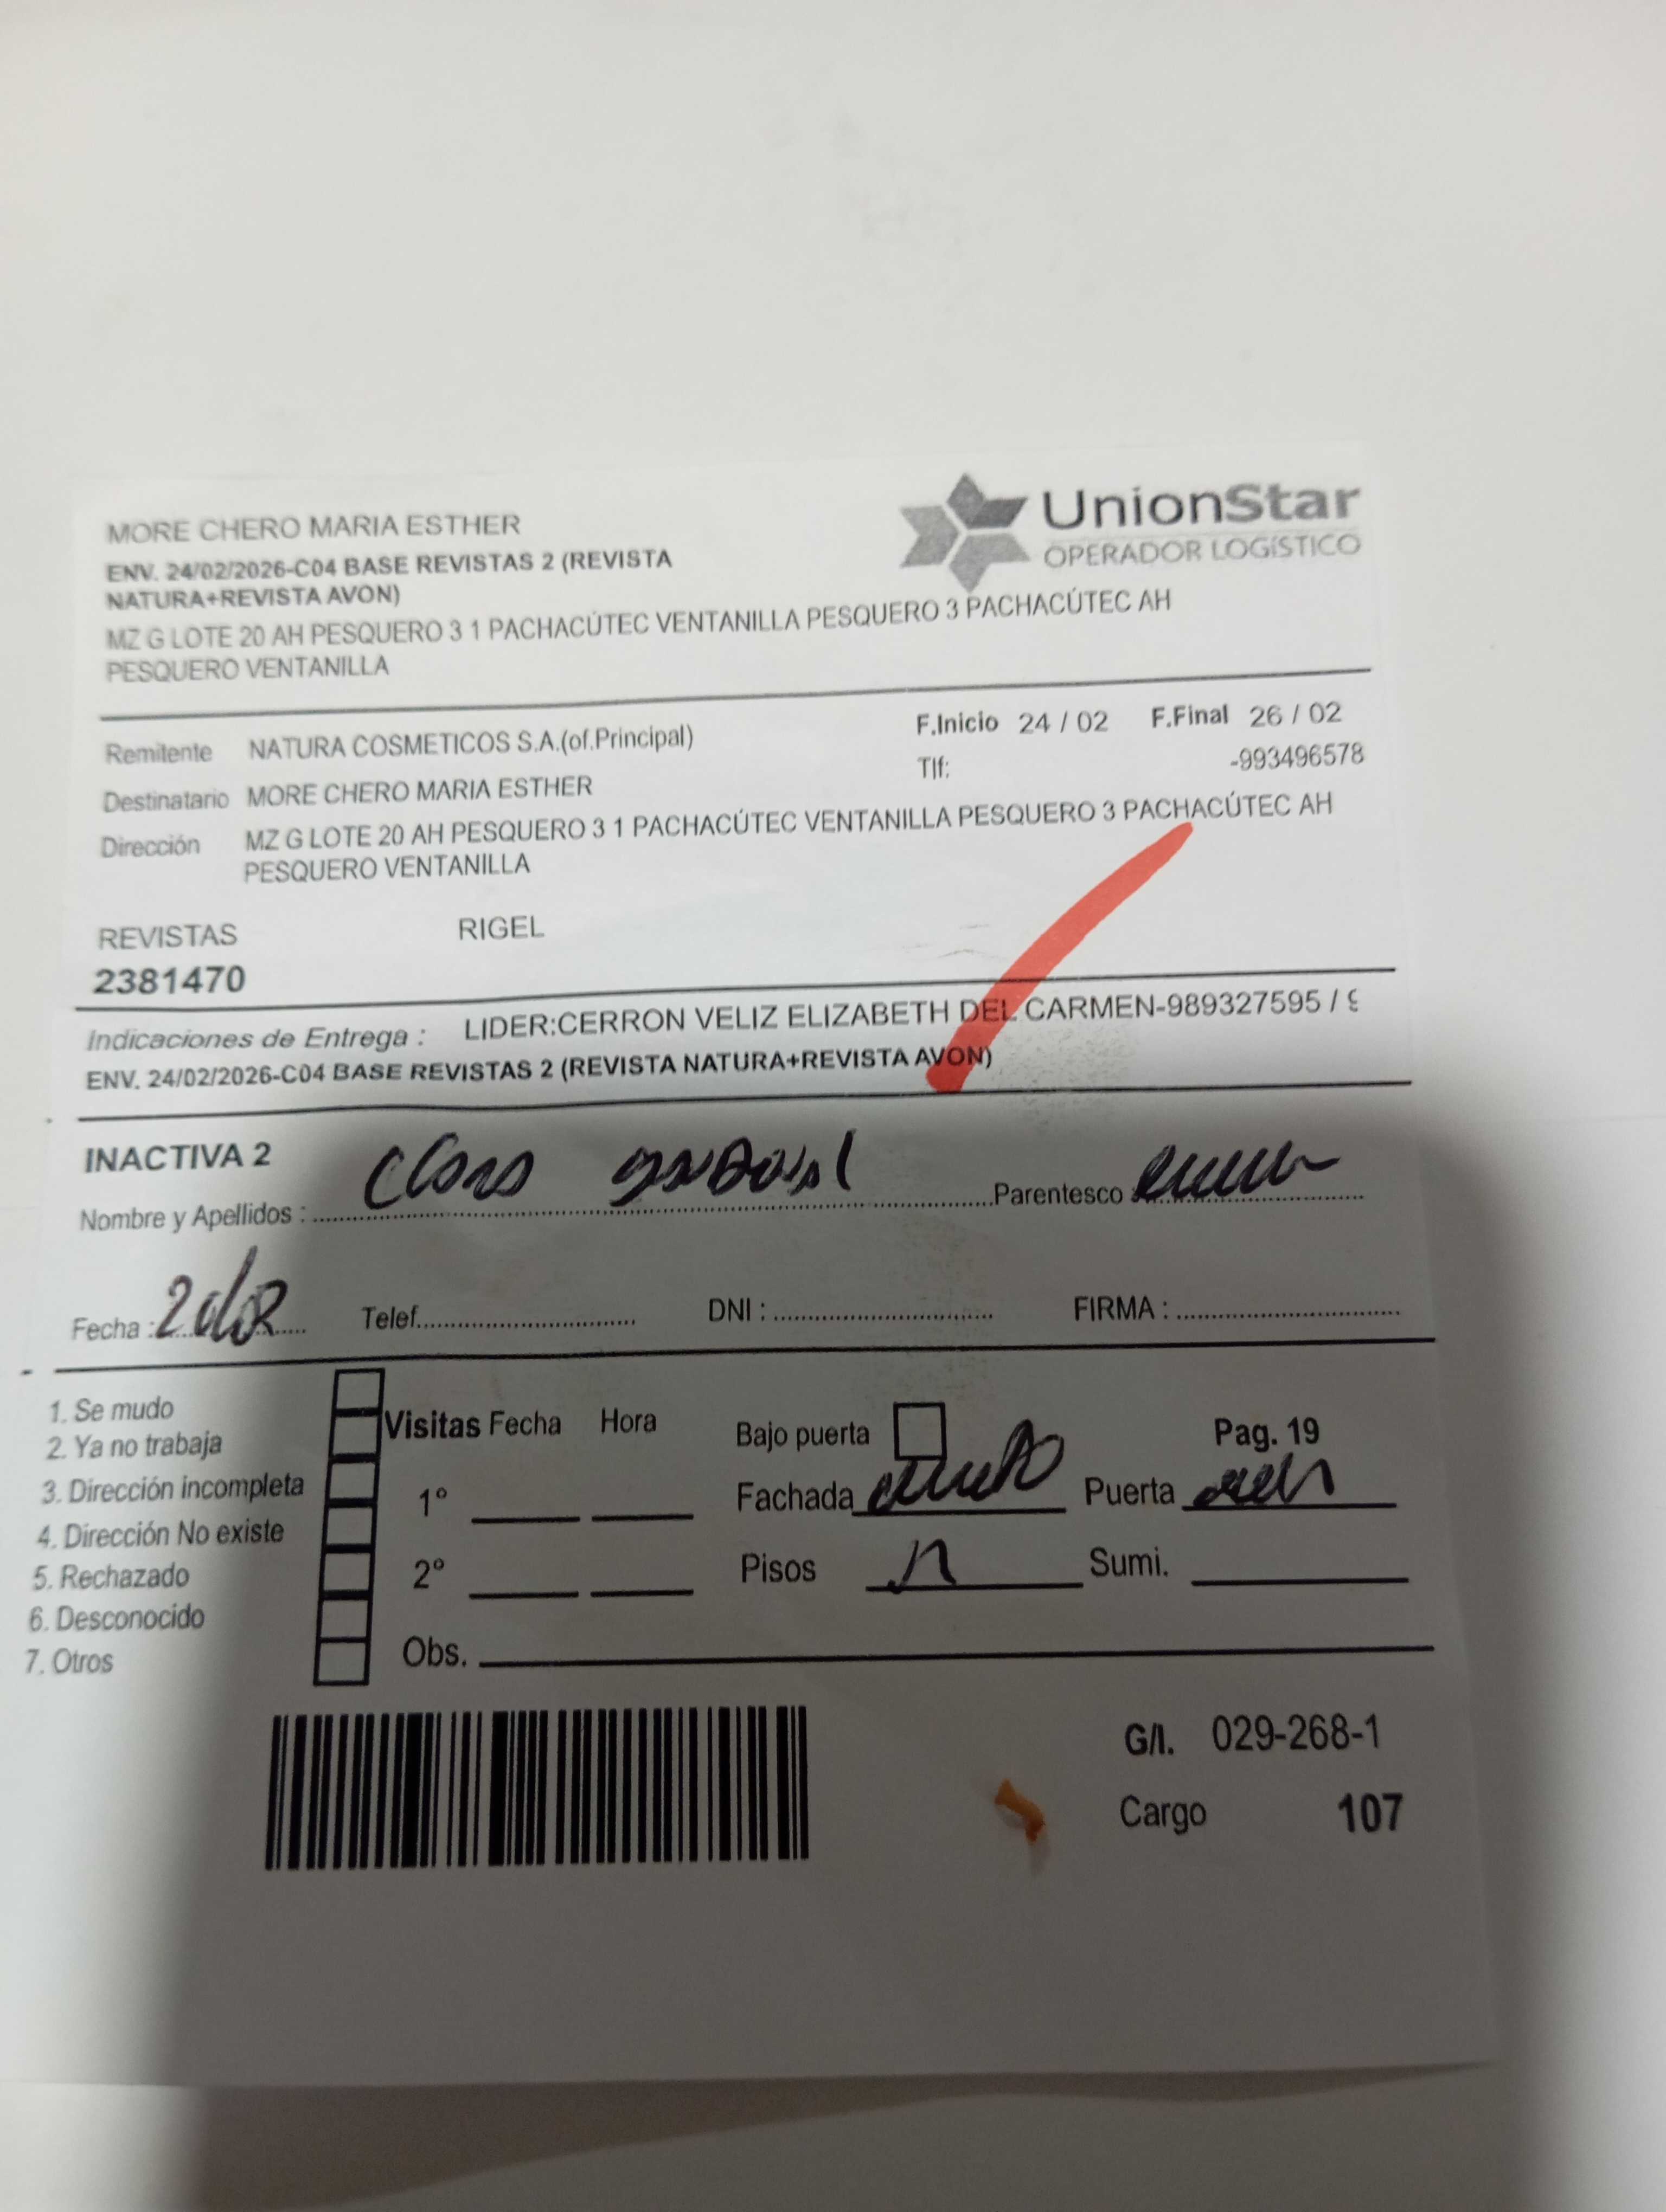 MORE CHERO MARIA ESTHER
UnionStar
OPERADOR LOGÍSTICO
ENV. 24/02/2026-C04 BASE REVISTAS 2 (REVISTA
NATURA+REVISTA AVON)
MZ G LOTE 20 AH PESQUERO 3 1 PACHACÚTEC VENTANILLA PESQUERO 3 PACHACÚTEC AH
PESQUERO VENTANILLA
Remitente NATURA COSMETICOS S.A.(of.Principal) F.Inicio 24 / 02 F.Final 26 / 02
Tlf: -993496578
Destinatario MORE CHERO MARIA ESTHER
Dirección MZ G LOTE 20 AH PESQUERO 3 1 PACHACÚTEC VENTANILLA PESQUERO 3 PACHACÚTEC AH
PESQUERO VENTANILLA
REVISTAS RIGEL
2381470
Indicaciones de Entrega : LIDER:CERRON VELIZ ELIZABETH DEL CARMEN-989327595 / 9
ENV. 24/02/2026-C04 BASE REVISTAS 2 (REVISTA NATURA+REVISTA AVON)
INACTIVA 2
Nombre y Apellidos : Parentesco :
Fecha : Telef. DNI : FIRMA :
1. Se mudo
2. Ya no trabaja
3. Dirección incompleta
4. Dirección No existe
5. Rechazado
6. Desconocido
7. Otros
Visitas Fecha Hora Bajo puerta Pag. 19
1° Fachada Puerta
2° Pisos Sumi.
Obs.
G/I. 029-268-1
Cargo 107